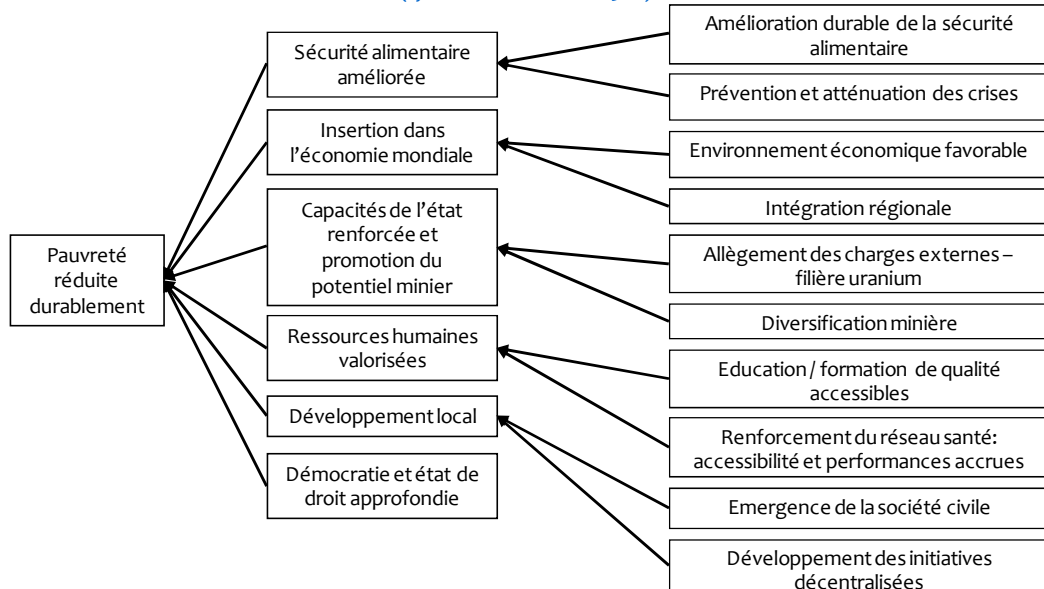 Pauvreté
réduite
durablement
Sécurité alimentaire
améliorée
Insertion dans
l’économie mondiale
Capacités de l’état
renforcée et
promotion du
potentiel minier
Ressources humaines
valorisées
Développement local
Démocratie et état de
droit approfondie
Amélioration durable de la sécurité
alimentaire
Prévention et atténuation des crises
Environnement économique favorable
Intégration régionale
Allègement des charges externes –
filière uranium
Diversification minière
Education / formation de qualité
accessibles
Renforcement du réseau santé:
accessibilité et performances accrues
Emergence de la société civile
Développement des initiatives
décentralisées